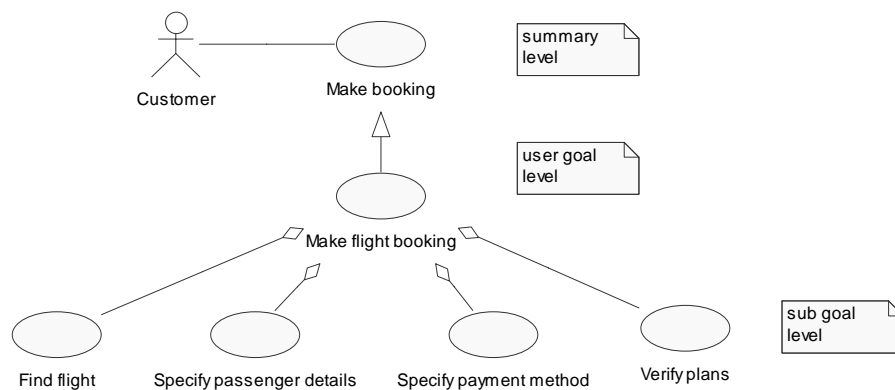 summary
level
Customer
Make booking
user goal
level
Make flight booking
sub goal
level
Find flight
Specify passenger details
Specify payment method
Verify plans